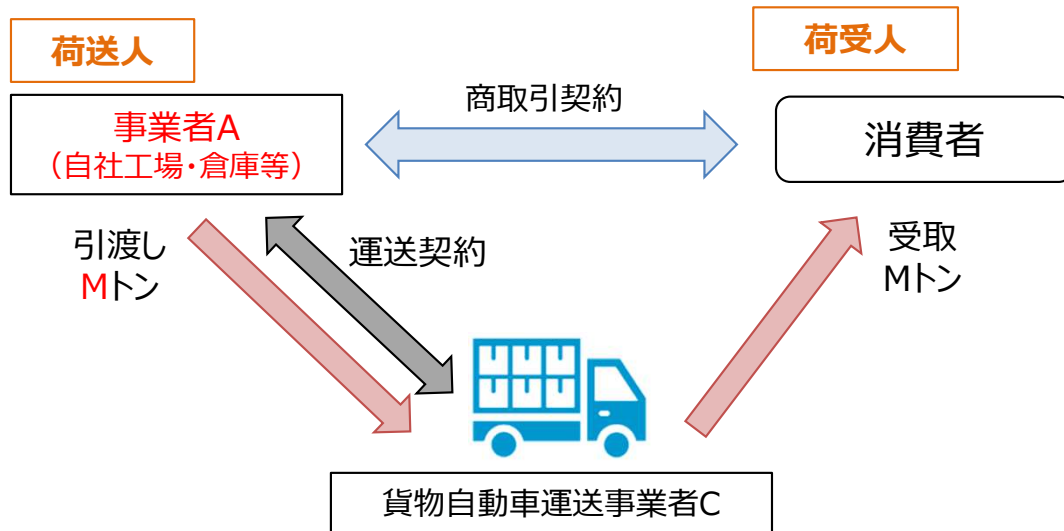 荷送人
荷受人
事業者A
（自社工場・倉庫等）
商取引契約
消費者
引渡し
Mトン
運送契約
受取
Mトン
貨物自動車運送事業者C